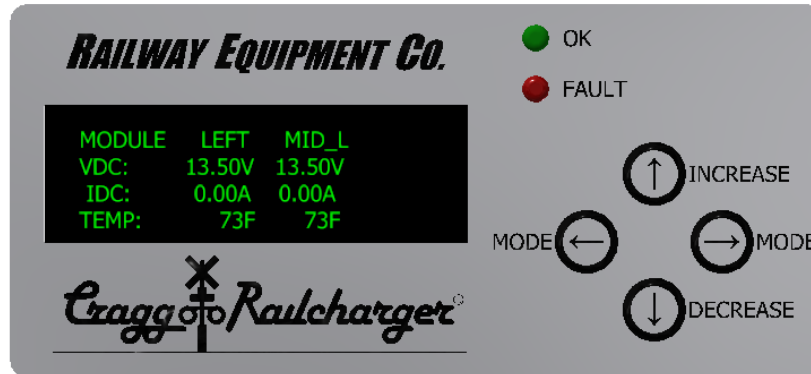 RAILWAY EQUIPMENT CO.
MODULE LEFT MID_L
VDC: 13.50V 13.50V
IDC: 0.00A 0.00A
TEMP: 73F 73F
Cragg Railcharger
OK
FAULT
INCREASE
MODE
MODE
DECREASE